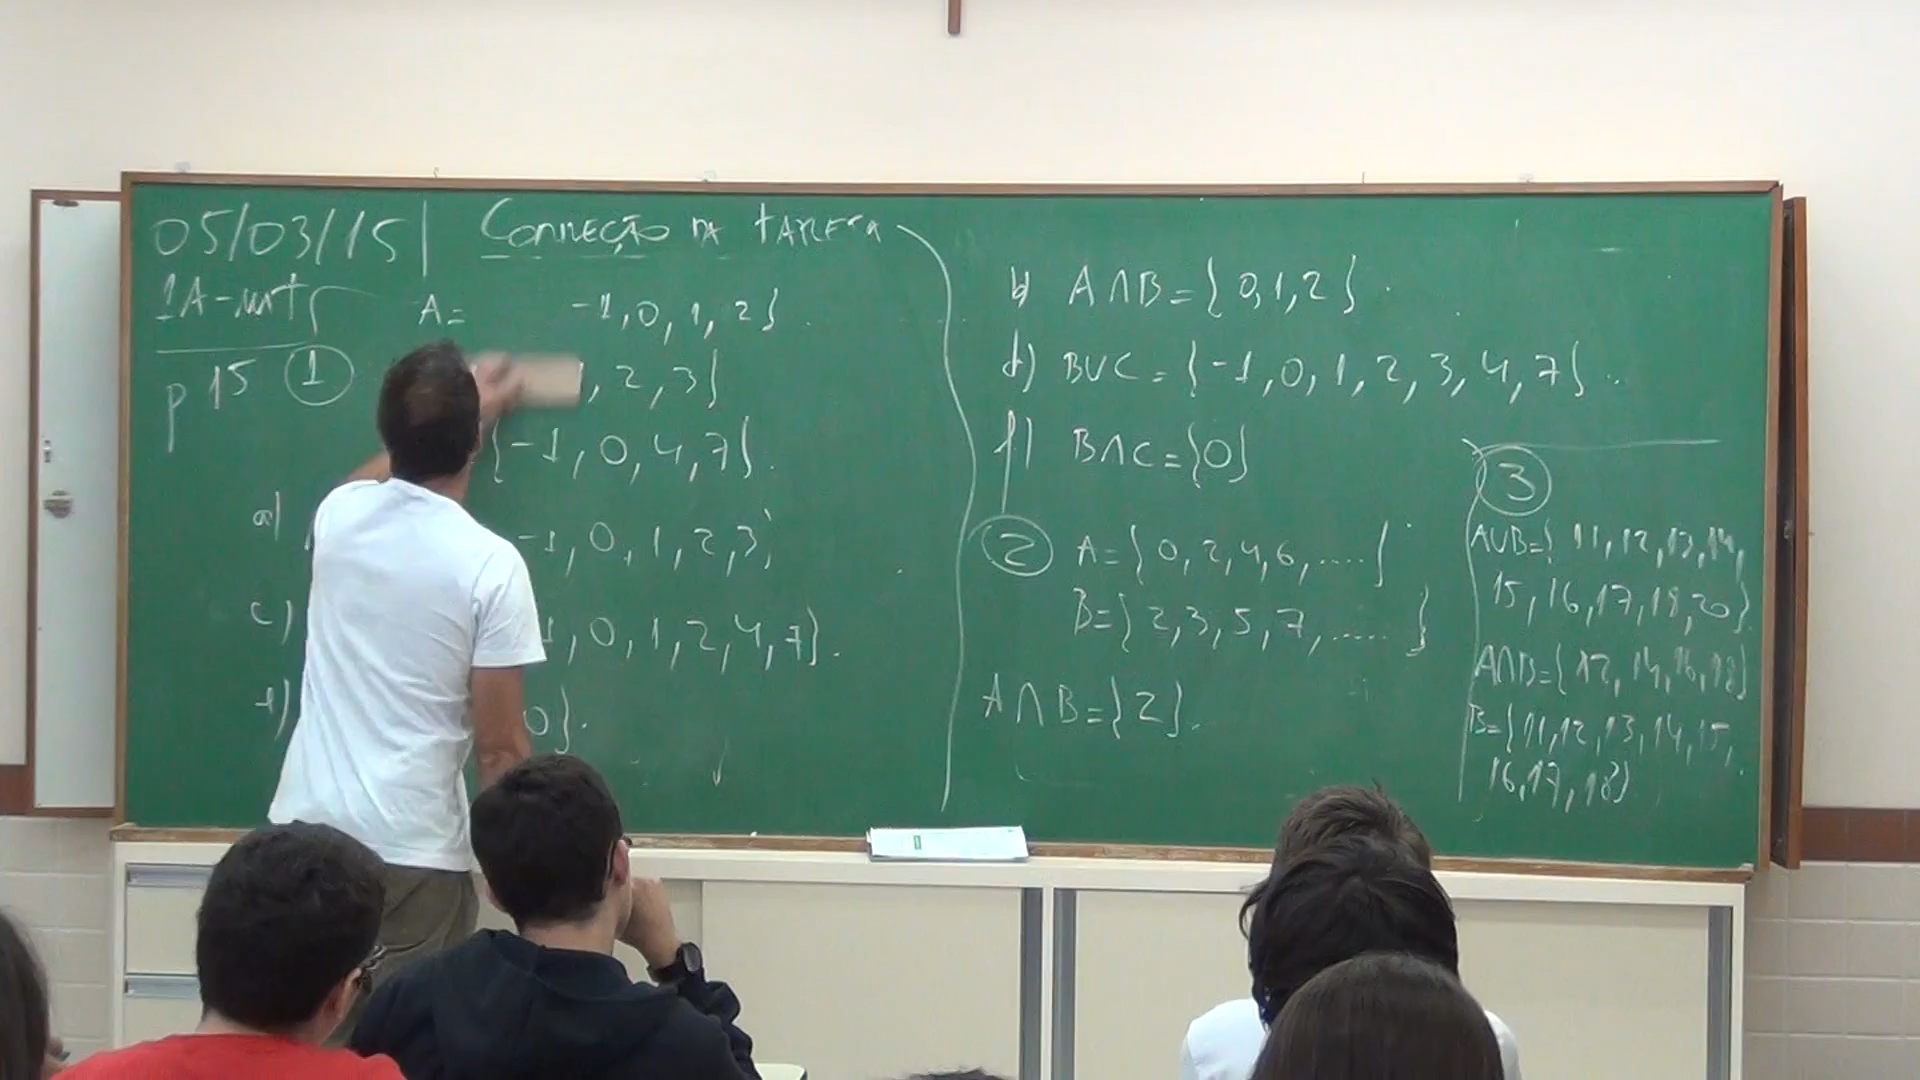 05/03/15 CORREÇÃO DA TAREFA
1A-mat
A= -1,0,1,2}.
p 15 1 ,2,3}
{-1,0,4,7}.
a) -1,0,1,2,3}
c) -1,0,1,2,4,7}.
e) 0}.
b) A∩B={0,1,2}.
d) B∪C={-1,0,1,2,3,4,7}.
f) B∩C={0}
2 A={0,2,4,6,.....}
B={2,3,5,7,.....}
A∩B={2}.
3
A∪B={11,12,13,14,
15,16,17,18,20}
A∩B={12,14,16,18}
B={11,12,13,14,15,
16,17,18}